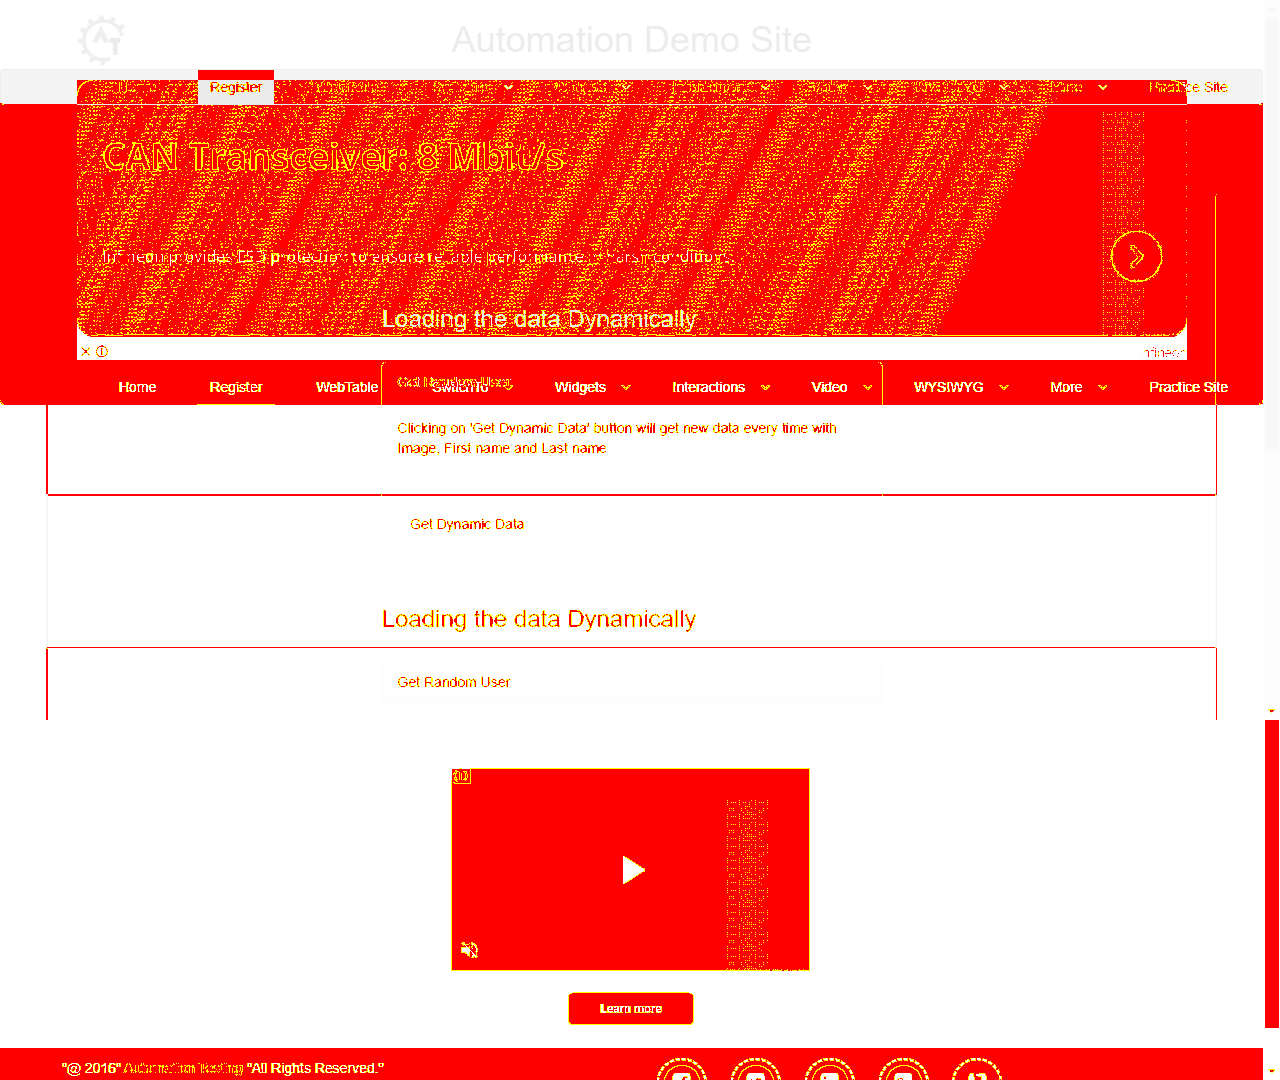 Automation Demo Site
Register
Practice Site
CAN Transceiver: 8 Mbit/s
Loading the data Dynamically
Infineon
Get Random User
Home Register WebTable SwitchTo Widgets Interactions Video WYSIWYG More Practice Site
Clicking on 'Get Dynamic Data' button will get new data every time with
Image, First name and Last name
Get Dynamic Data
Loading the data Dynamically
Get Random User
Learn more
"@ 2016" Automation Testing "All Rights Reserved."